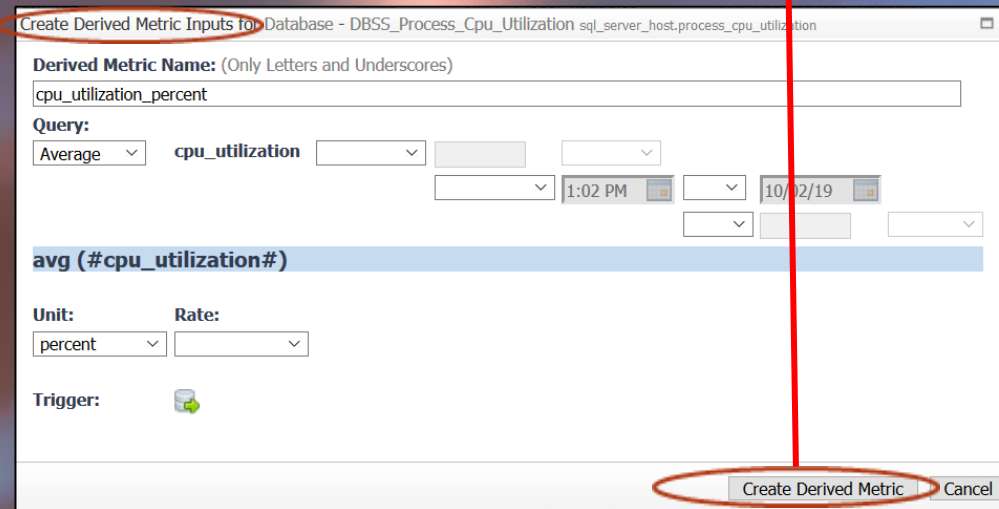 Create Derived Metric Inputs for Database - DBSS_Process_Cpu_Utilization sql_server_host.process_cpu_utilization
Derived Metric Name: (Only Letters and Underscores)
cpu_utilization_percent
Query:
Average cpu_utilization
1:02 PM 10/02/19
avg (#cpu_utilization#)
Unit: Rate:
percent
Trigger:
Create Derived Metric Cancel